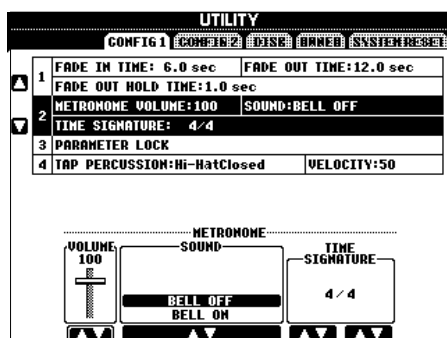 UTILITY
CONFIG 1 CONFIG 2 DISK OWNER SYSTEM RESET
1 FADE IN TIME: 6.0 sec FADE OUT TIME:12.0 sec
FADE OUT HOLD TIME:1.0 sec
2 METRONOME VOLUME:100 SOUND:BELL OFF
TIME SIGNATURE: 4/4
3 PARAMETER LOCK
4 TAP PERCUSSION:Hi-HatClosed VELOCITY:50
METRONOME
VOLUME SOUND TIME
SIGNATURE
100
4/4
BELL OFF
BELL ON